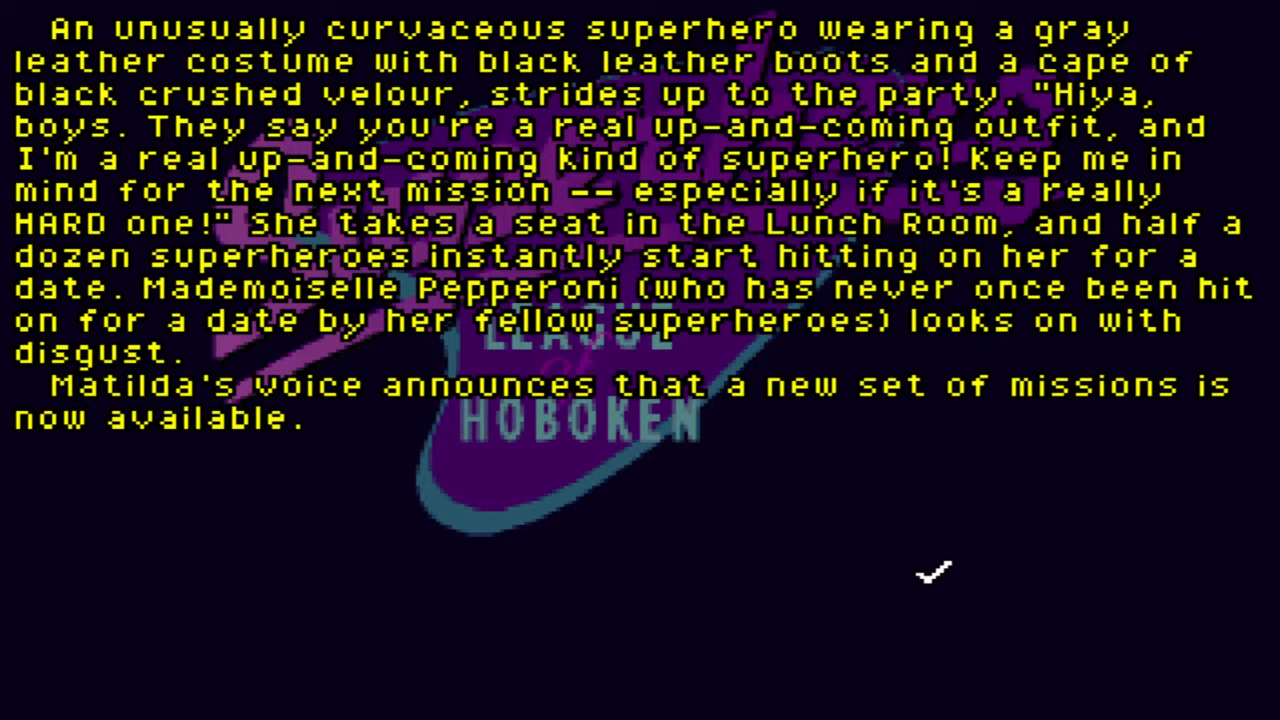 An unusually curvaceous superhero wearing a gray
leather costume with black leather boots and a cape of
black crushed velour, strides up to the party. "Hiya,
boys. They say you're a real up-and-coming outfit, and
I'm a real up-and-coming kind of superhero! Keep me in
mind for the next mission -- especially if it's a really
HARD one!" She takes a seat in the Lunch Room, and half a
dozen superheroes instantly start hitting on her for a
date. Mademoiselle Pepperoni (who has never once been hit
on for a date by her fellow superheroes) looks on with
disgust.
Matilda's voice announces that a new set of missions is
now available.
LEAGUE
of
HOBOKEN